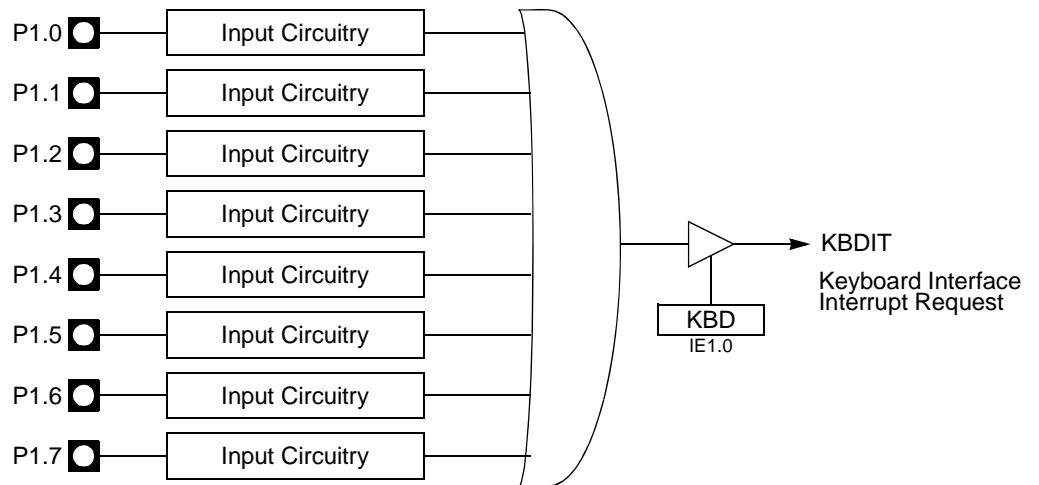 P1.0 Input Circuitry
P1.1 Input Circuitry
P1.2 Input Circuitry
P1.3 Input Circuitry
P1.4 Input Circuitry
P1.5 Input Circuitry
P1.6 Input Circuitry
P1.7 Input Circuitry
KBDIT
Keyboard Interface
Interrupt Request
KBD
IE1.0